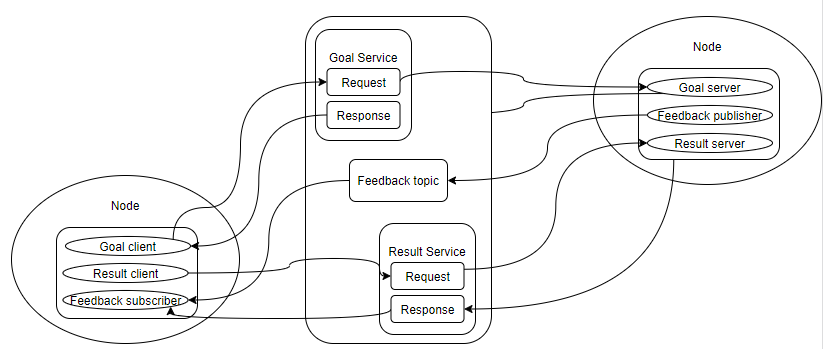 Node
Goal Service
Goal server
Request
Response
Feedback publisher
Result server
Feedback topic
Node
Goal client
Result client
Feedback subscriber
Result Service
Request
Response